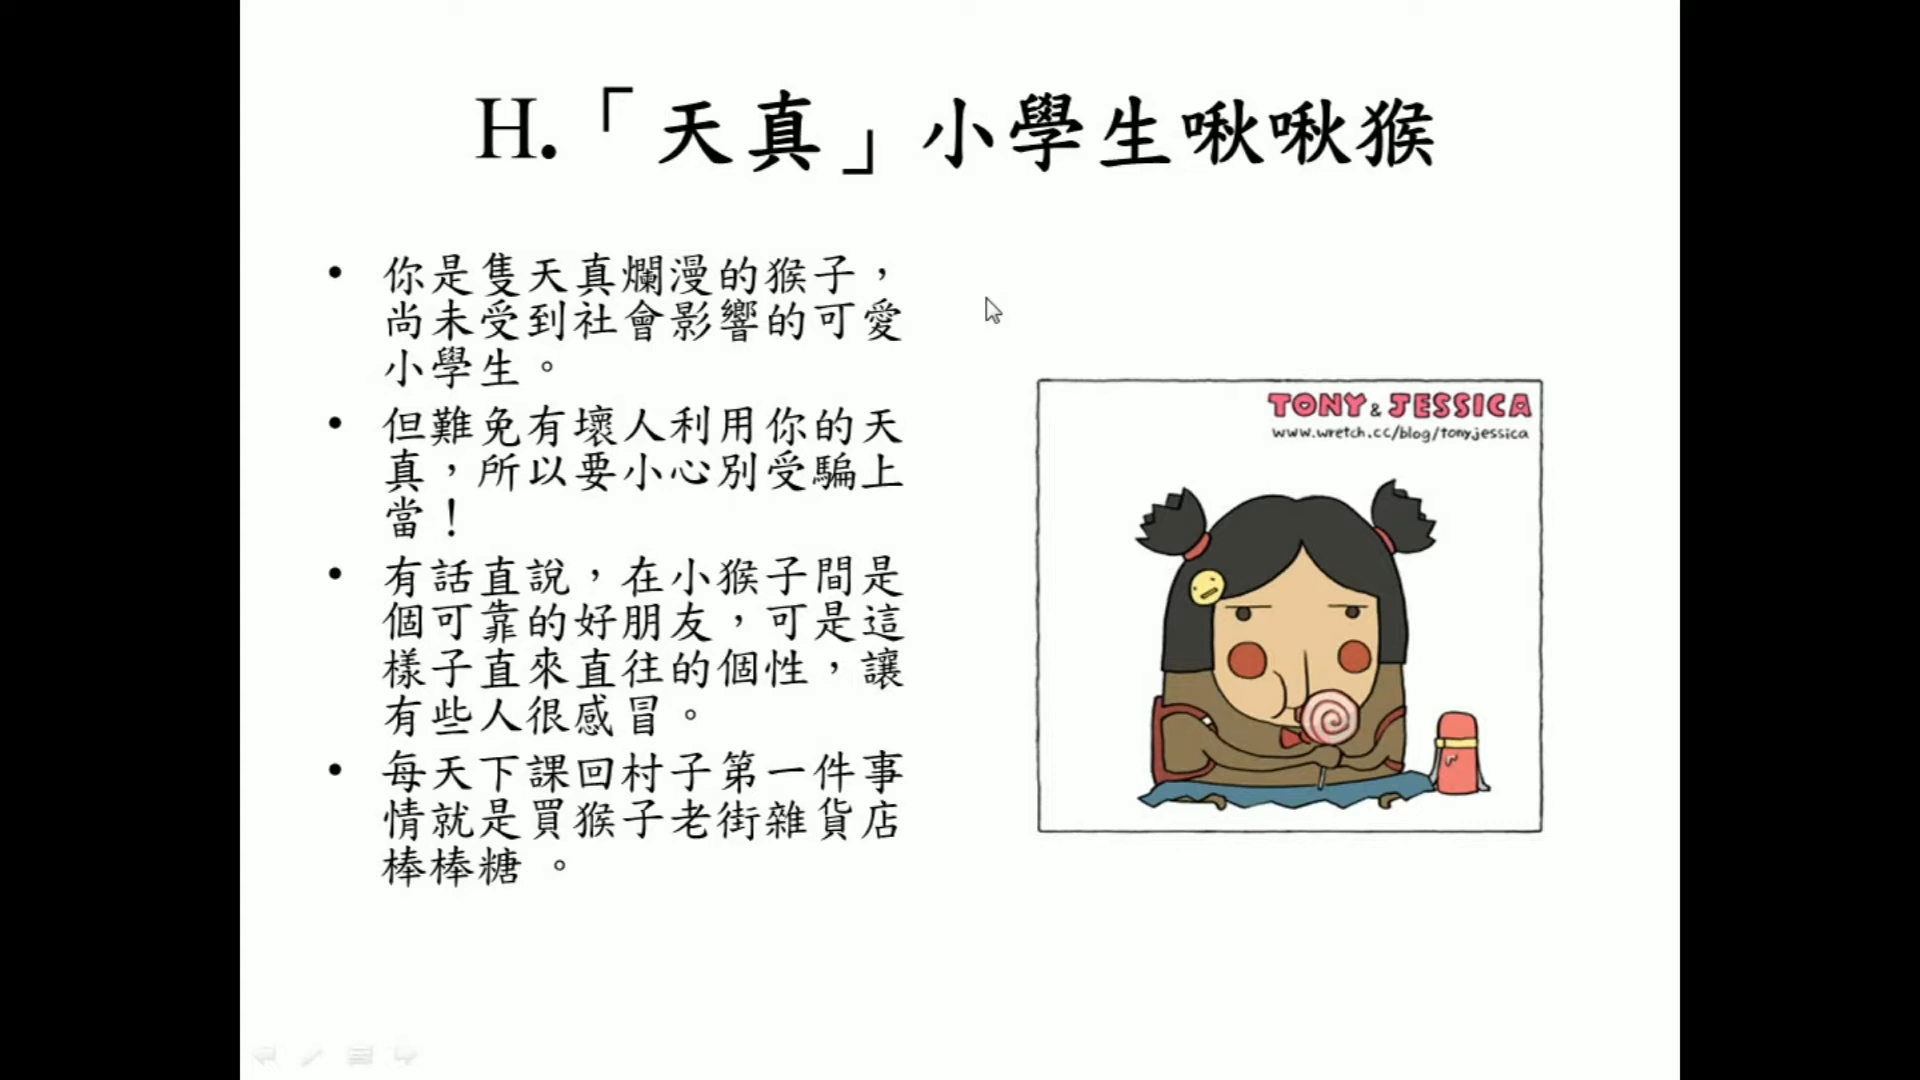 H.「天真」小學生啾啾猴
• 你是隻天真爛漫的猴子，
尚未受到社會影響的可愛
小學生。
• 但難免有壞人利用你的天
真，所以要小心別受騙上
當！
• 有話直說，在小猴子間是
個可靠的好朋友，可是這
樣子直來直往的個性，讓
有些人很感冒。
• 每天下課回村子第一件事
情就是買猴子老街雜貨店
棒棒糖 。
TONY & JESSICA
www.wretch.cc/blog/tonyjessica